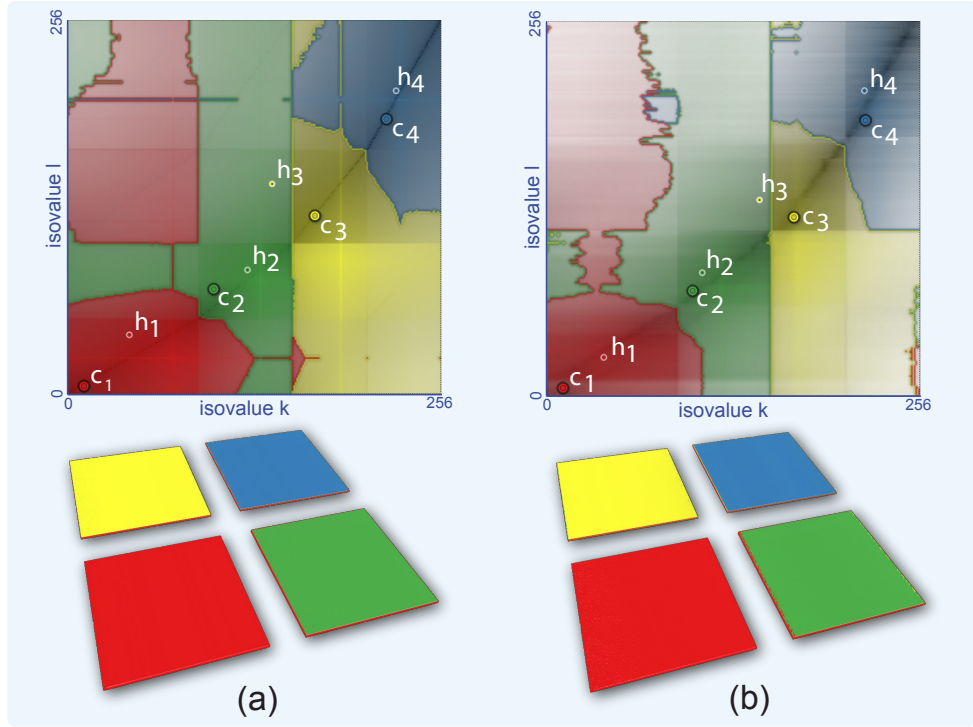 256
isovalue l
h4
c4
h3
c3
h2
c2
h1
c1
0
0
isovalue k
256
256
isovalue l
h4
c4
h3
c3
h2
c2
h1
c1
0
0
isovalue k
256
(a)
(b)